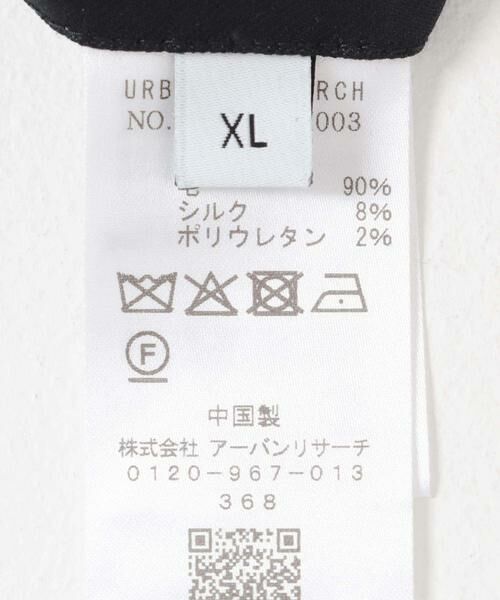 URB RCH
NO. 003
XL
90%
シルク 8%
ポリウレタン 2%
F
中国製
株式会社 アーバンリサーチ
0120-967-013
368